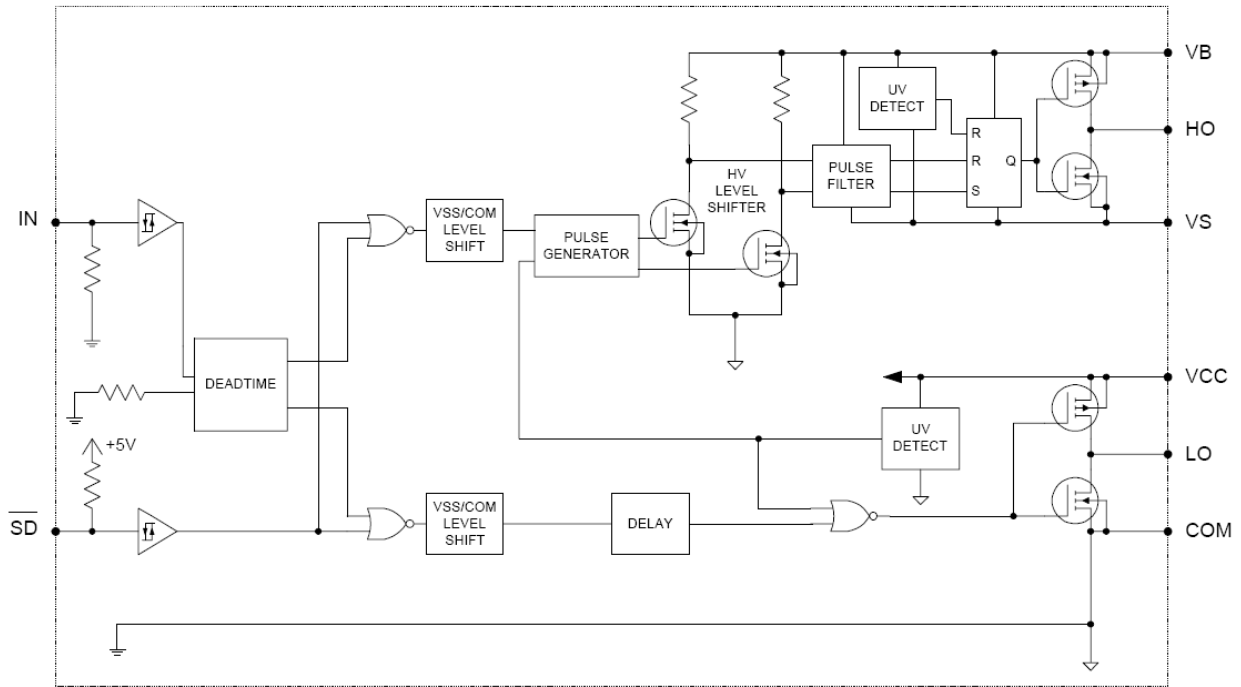 VB
UV
DETECT
R
HO
R
Q
PULSE
FILTER
HV
LEVEL
SHIFTER
S
IN
VSS/COM
LEVEL
SHIFT
PULSE
GENERATOR
VS
DEADTIME
VCC
+5V
UV
DETECT
LO
SD
VSS/COM
LEVEL
SHIFT
DELAY
COM